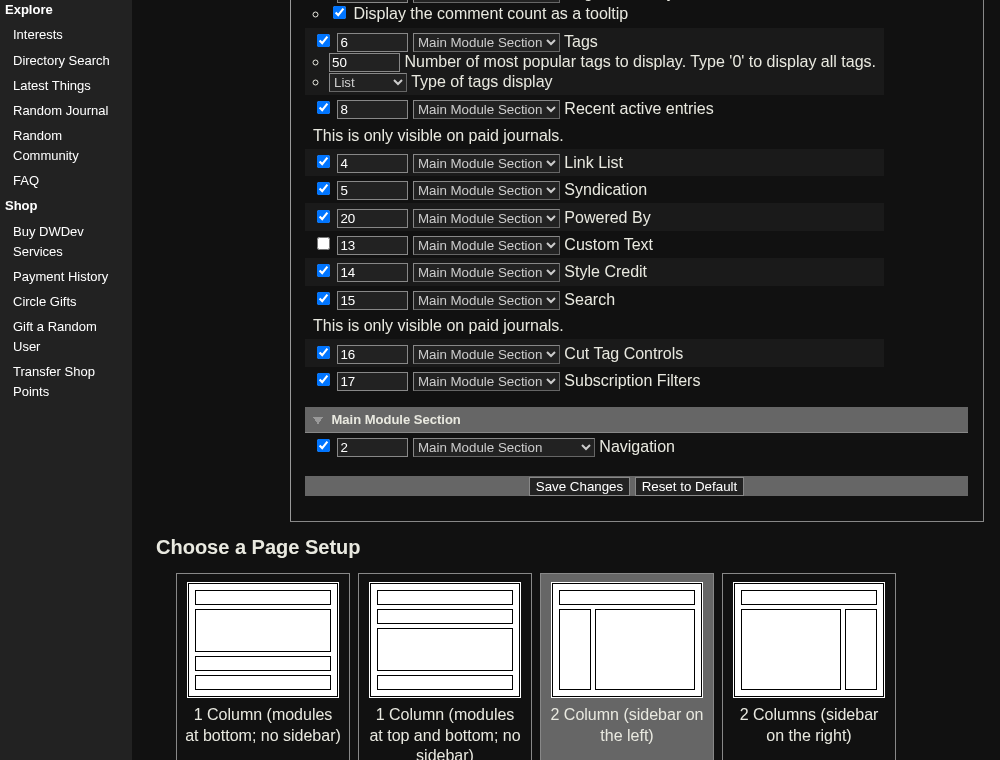 Explore
Interests
Directory Search
Latest Things
Random Journal
Random
Community
FAQ
Shop
Buy DWDev
Services
Payment History
Circle Gifts
Gift a Random
User
Transfer Shop
Points
Display the comment count as a tooltip
6 Main Module Section Tags
50 Number of most popular tags to display. Type '0' to display all tags.
List Type of tags display
8 Main Module Section Recent active entries
This is only visible on paid journals.
4 Main Module Section Link List
5 Main Module Section Syndication
20 Main Module Section Powered By
13 Main Module Section Custom Text
14 Main Module Section Style Credit
15 Main Module Section Search
This is only visible on paid journals.
16 Main Module Section Cut Tag Controls
17 Main Module Section Subscription Filters
Main Module Section
2 Main Module Section Navigation
Save Changes Reset to Default
Choose a Page Setup
1 Column (modules
at bottom; no sidebar)
1 Column (modules
at top and bottom; no
sidebar)
2 Column (sidebar on
the left)
2 Columns (sidebar
on the right)